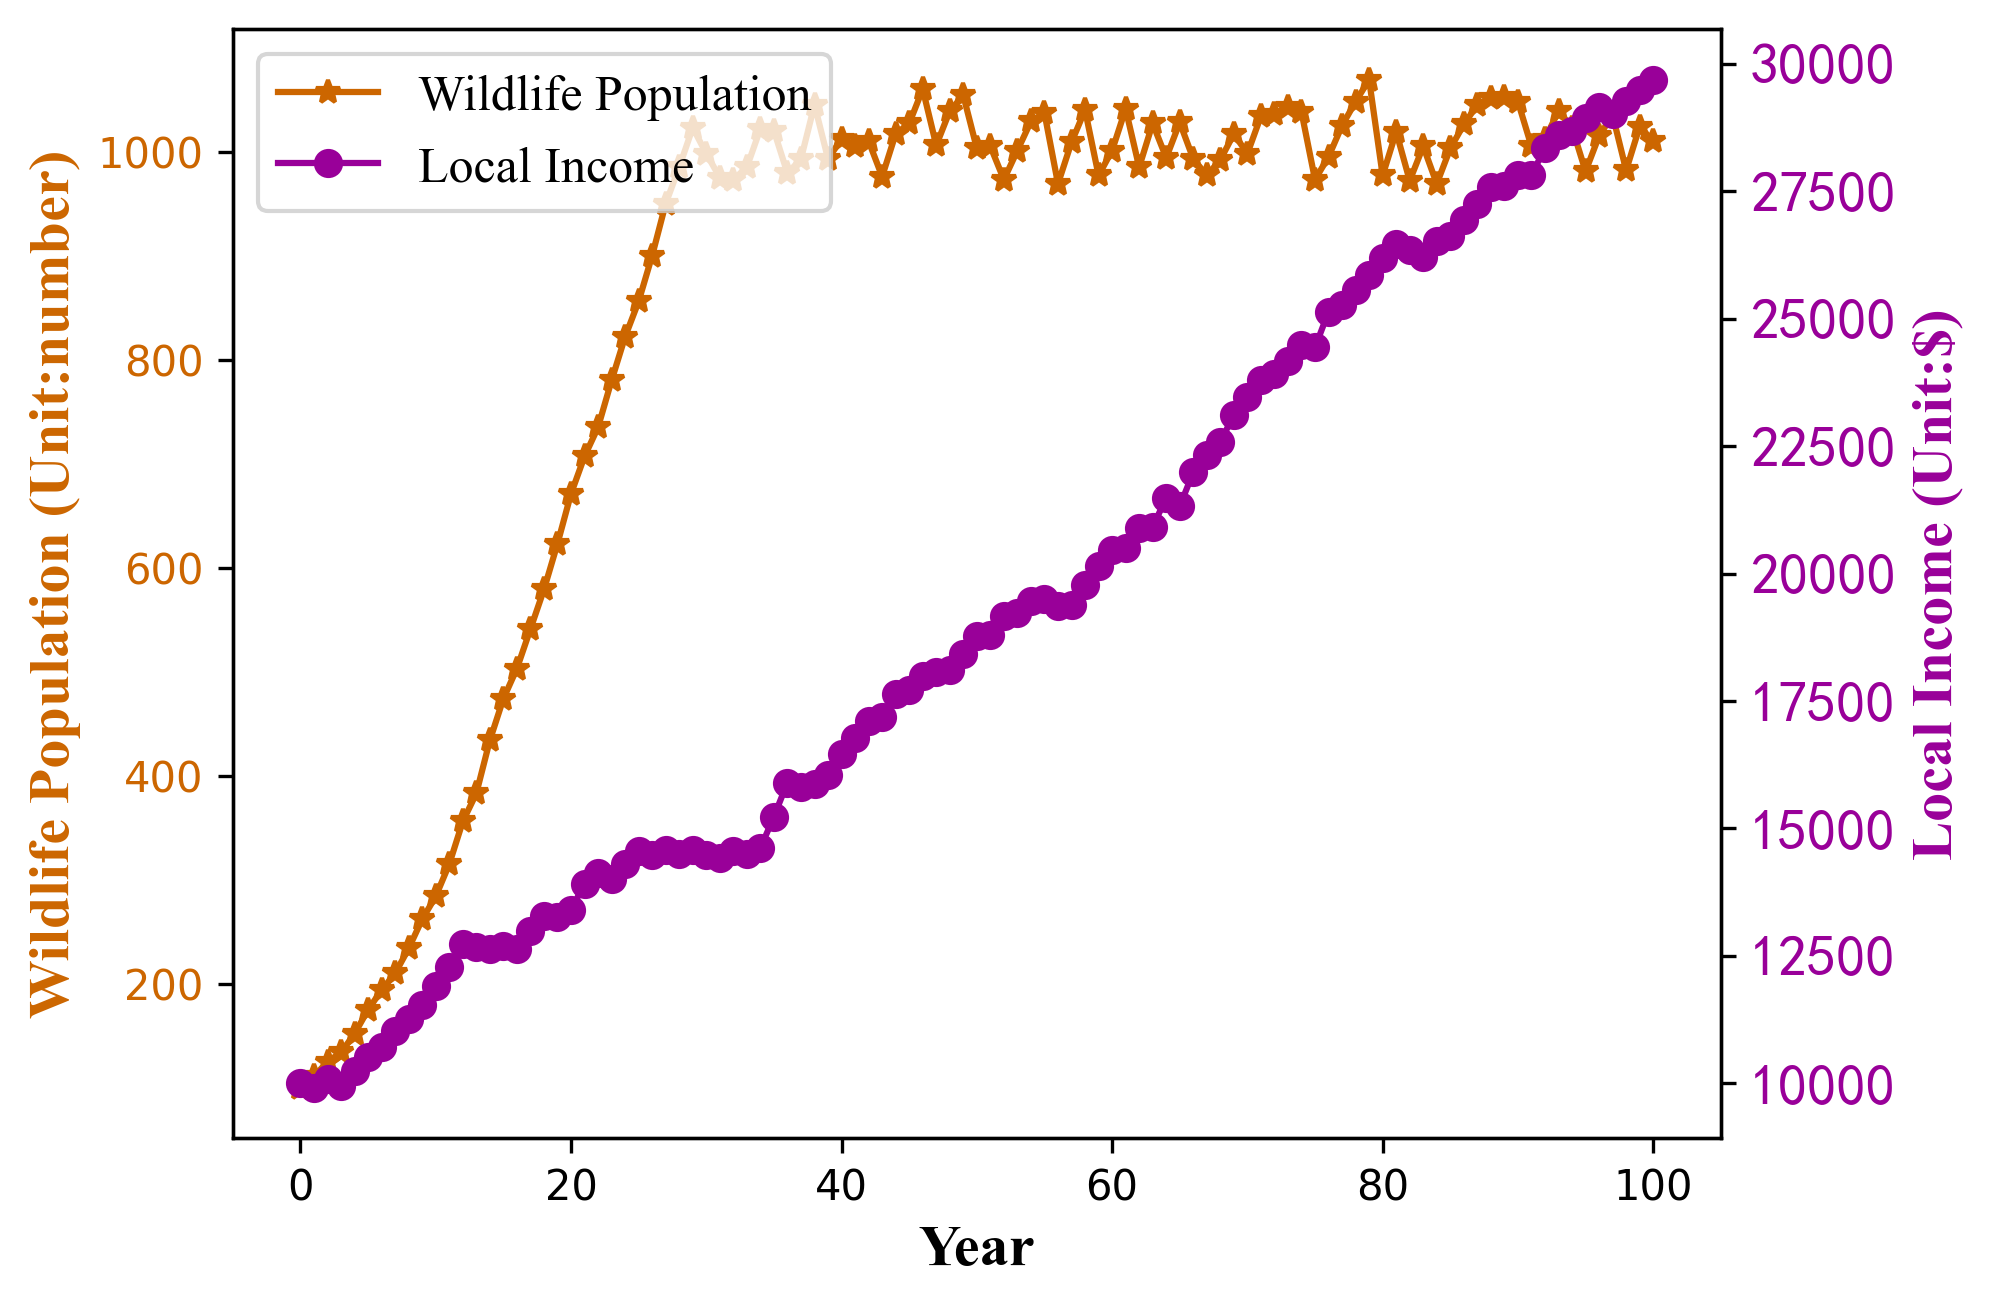 Wildlife Population
Local Income
Wildlife Population (Unit:number)
1000
800
600
400
200
30000
27500
25000
22500
20000
17500
15000
12500
10000
Local Income (Unit:$)
0 20 40 60 80 100
Year